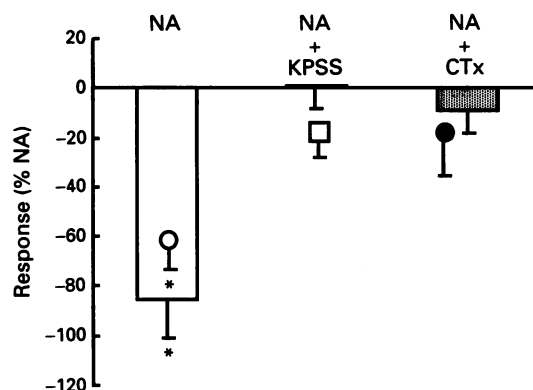 NA
NA
+
KPSS
NA
+
CTx
20
0
-20
-40
-60
-80
-100
-120
Response (% NA)
*
*